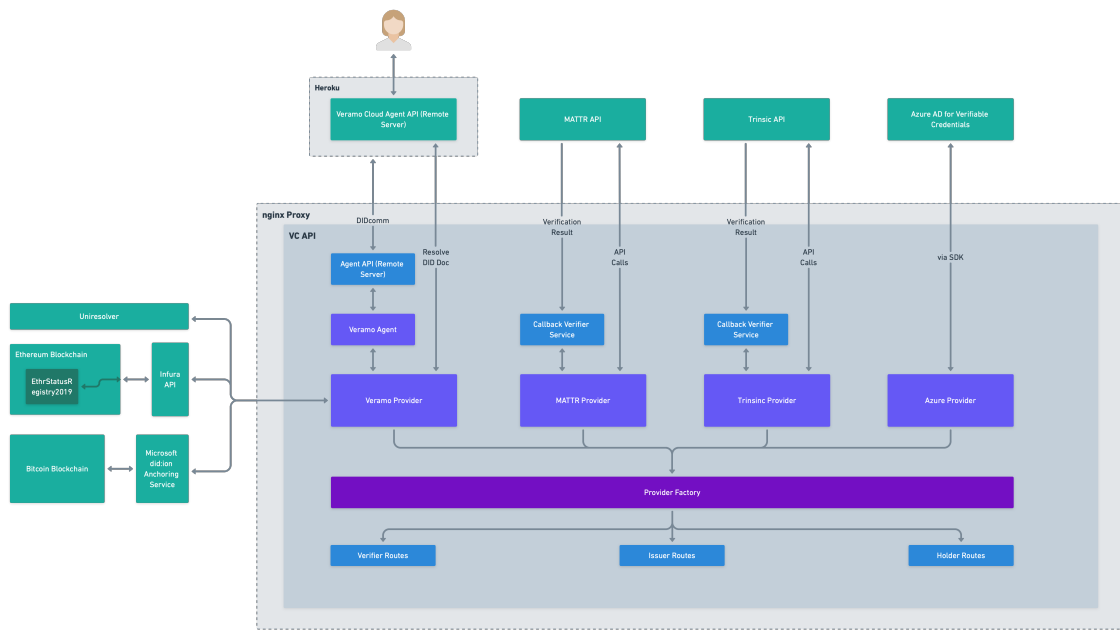 Heroku
Veramo Cloud Agent API (Remote
Server)
MATTR API
Trinsic API
Azure AD for Verifiable
Credentials
nginx Proxy
VC API
DIDcomm
Verification
Result
Verification
Result
Resolve
DID Doc
API
Calls
API
Calls
via SDK
Agent API (Remote
Server)
Uniresolver
Veramo Agent
Callback Verifier
Service
Callback Verifier
Service
Ethereum Blockchain
EthrStatusR
egistry2019
Infura
API
Veramo Provider
MATTR Provider
Trinsinc Provider
Azure Provider
Bitcoin Blockchain
Microsoft
did:ion
Anchoring
Service
Provider Factory
Verifier Routes
Issuer Routes
Holder Routes